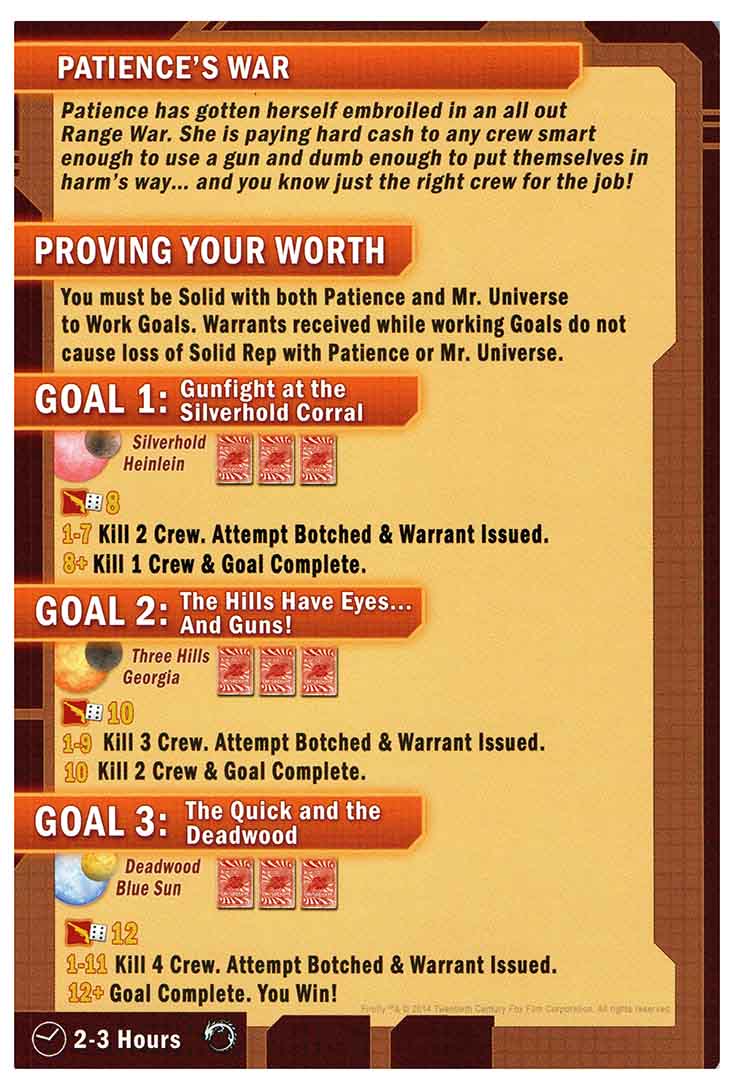 PATIENCE'S WAR
Patience has gotten herself embroiled in an all out
Range War. She is paying hard cash to any crew smart
enough to use a gun and dumb enough to put themselves in
harm's way... and you know just the right crew for the job!
PROVING YOUR WORTH
You must be Solid with both Patience and Mr. Universe
to Work Goals. Warrants received while working Goals do not
cause loss of Solid Rep with Patience or Mr. Universe.
GOAL 1: Gunfight at the
Silverhold Corral
Silverhold
Heinlein
8
1-7 Kill 2 Crew. Attempt Botched & Warrant Issued.
8+ Kill 1 Crew & Goal Complete.
GOAL 2: The Hills Have Eyes...
And Guns!
Three Hills
Georgia
10
1-9 Kill 3 Crew. Attempt Botched & Warrant Issued.
10 Kill 2 Crew & Goal Complete.
GOAL 3: The Quick and the
Deadwood
Deadwood
Blue Sun
12
1-11 Kill 4 Crew. Attempt Botched & Warrant Issued.
12+ Goal Complete. You Win!
Firefly ™& © 2014 Twentieth Century Fox Film Corporation. All rights reserved.
2-3 Hours